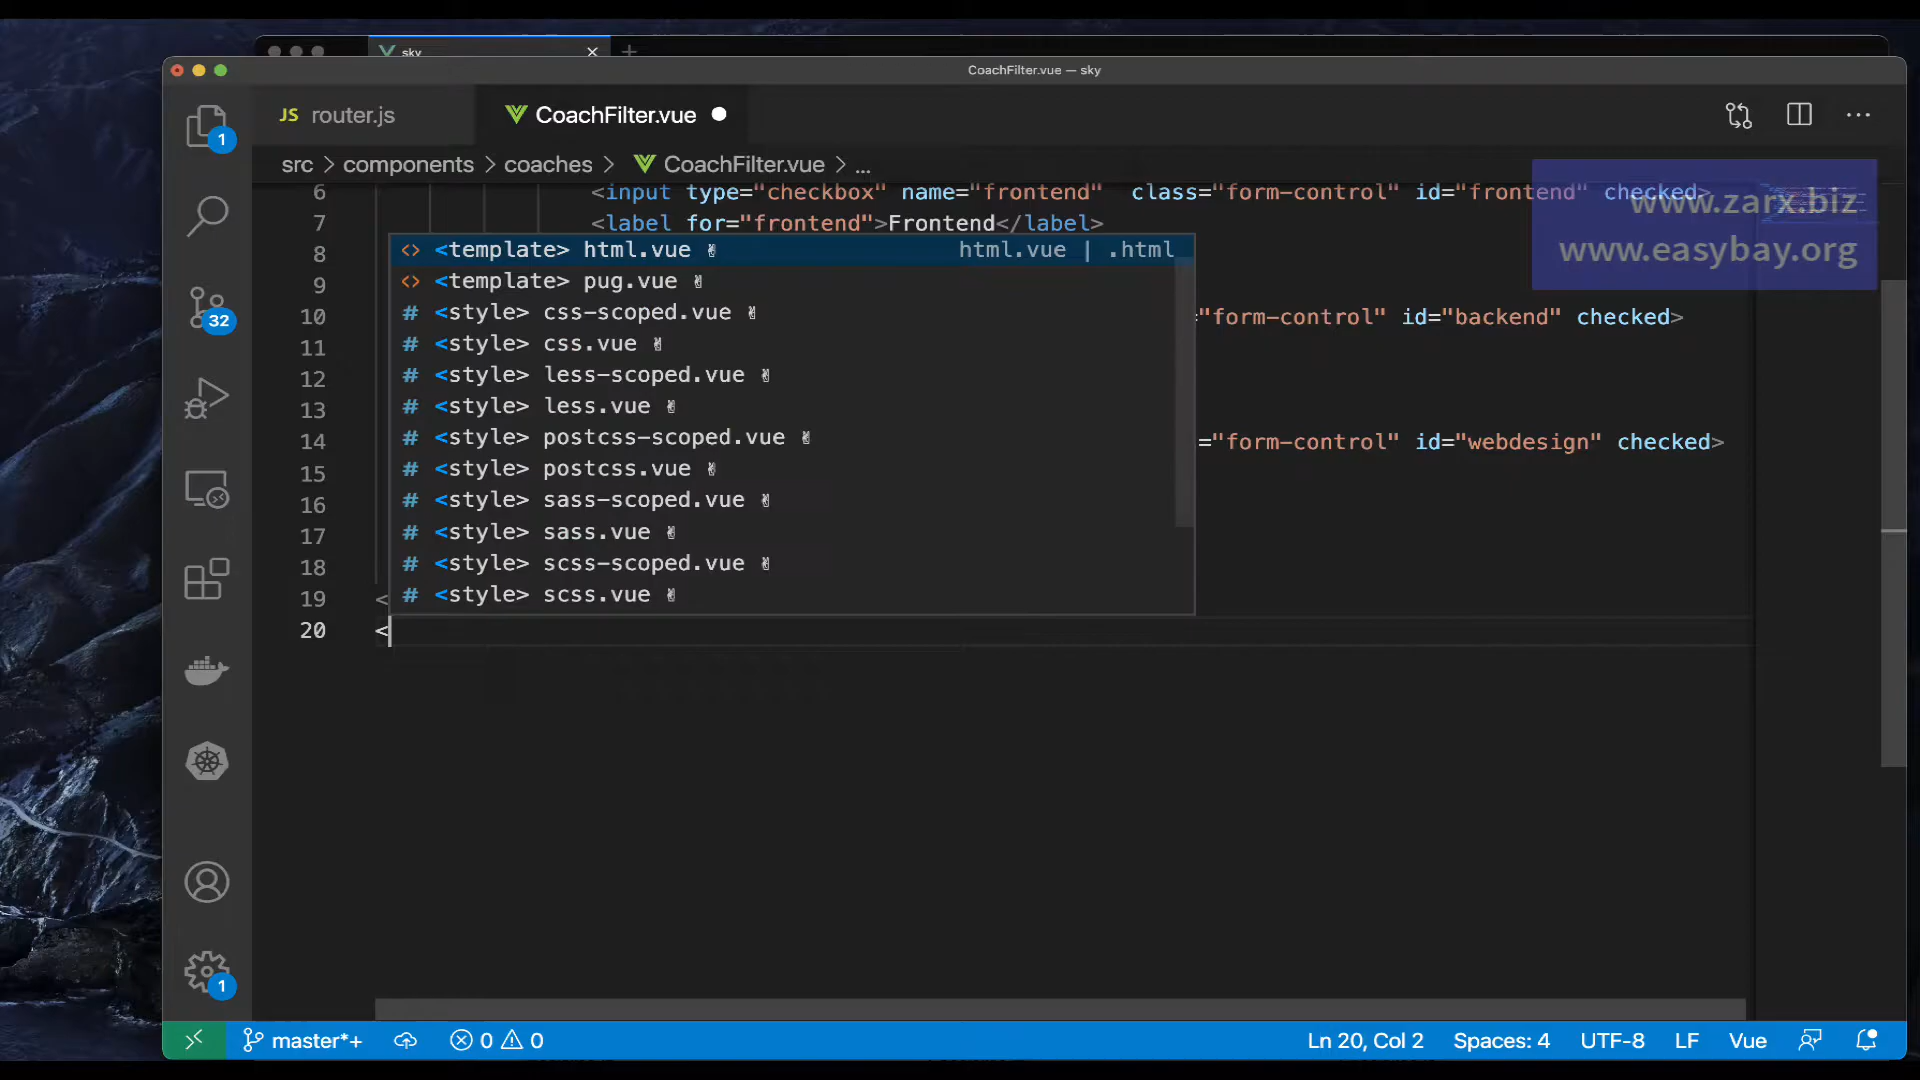 sky
CoachFilter.vue — sky
JS router.js
CoachFilter.vue
src > components > coaches > CoachFilter.vue > ...
www.zarx.biz
www.easybay.org
6 <input type="checkbox" name="frontend" class="form-control" id="frontend" checked>
7 <label for="frontend">Frontend</label>
8
9
10 ="form-control" id="backend" checked>
11
12
13
14 ="form-control" id="webdesign" checked>
15
16
17
18
19 <
20 <
<template> html.vue ✌ html.vue | .html
<template> pug.vue ✌
# <style> css-scoped.vue ✌
# <style> css.vue ✌
# <style> less-scoped.vue ✌
# <style> less.vue ✌
# <style> postcss-scoped.vue ✌
# <style> postcss.vue ✌
# <style> sass-scoped.vue ✌
# <style> sass.vue ✌
# <style> scss-scoped.vue ✌
# <style> scss.vue ✌
1
32
1
master*+ 0 0 Ln 20, Col 2 Spaces: 4 UTF-8 LF Vue